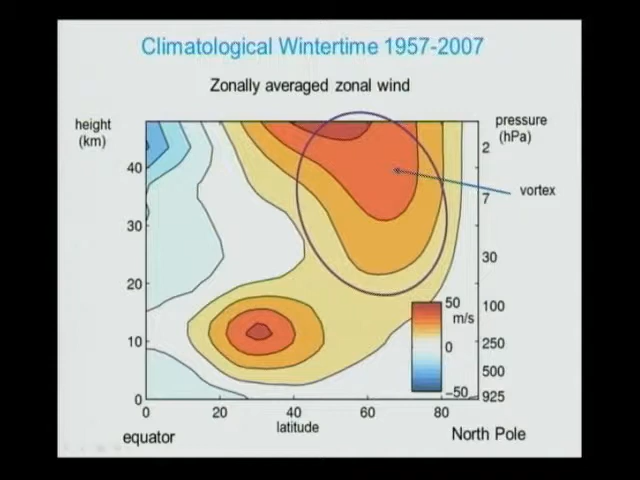 Climatological Wintertime 1957-2007
Zonally averaged zonal wind
height
(km)
pressure
(hPa)
40
30
20
10
0
2
7
30
100
250
500
925
vortex
50
m/s
0
−50
0
20
40
60
80
latitude
equator
North Pole